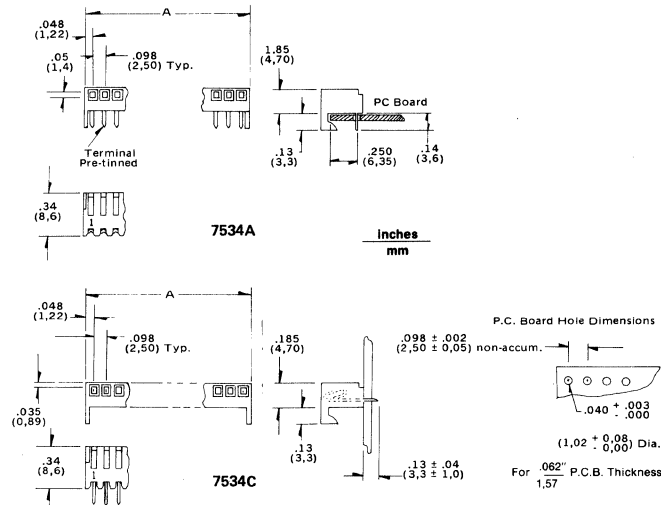 A
.048
(1,22)
.05
(1,4)
.098
(2,50) Typ.
1.85
(4,70)
PC Board
.13
(3,3)
.250
(6,35)
.14
(3,6)
Terminal
Pre-tinned
.34
(8,6)
1
7534A
inches
mm
A
.048
(1,22)
.098
(2,50) Typ.
.185
(4,70)
.098 ± .002
(2,50 ± 0,05) non-accum.
P.C. Board Hole Dimensions
.035
(0,89)
.040 + .003
- .000
.13
(3,3)
(1,02 + 0,08
- 0,00) Dia.
.34
(8,6)
1
7534C
.13 ± .04
(3,3 ± 1,0)
For .062" P.C.B. Thickness
1,57